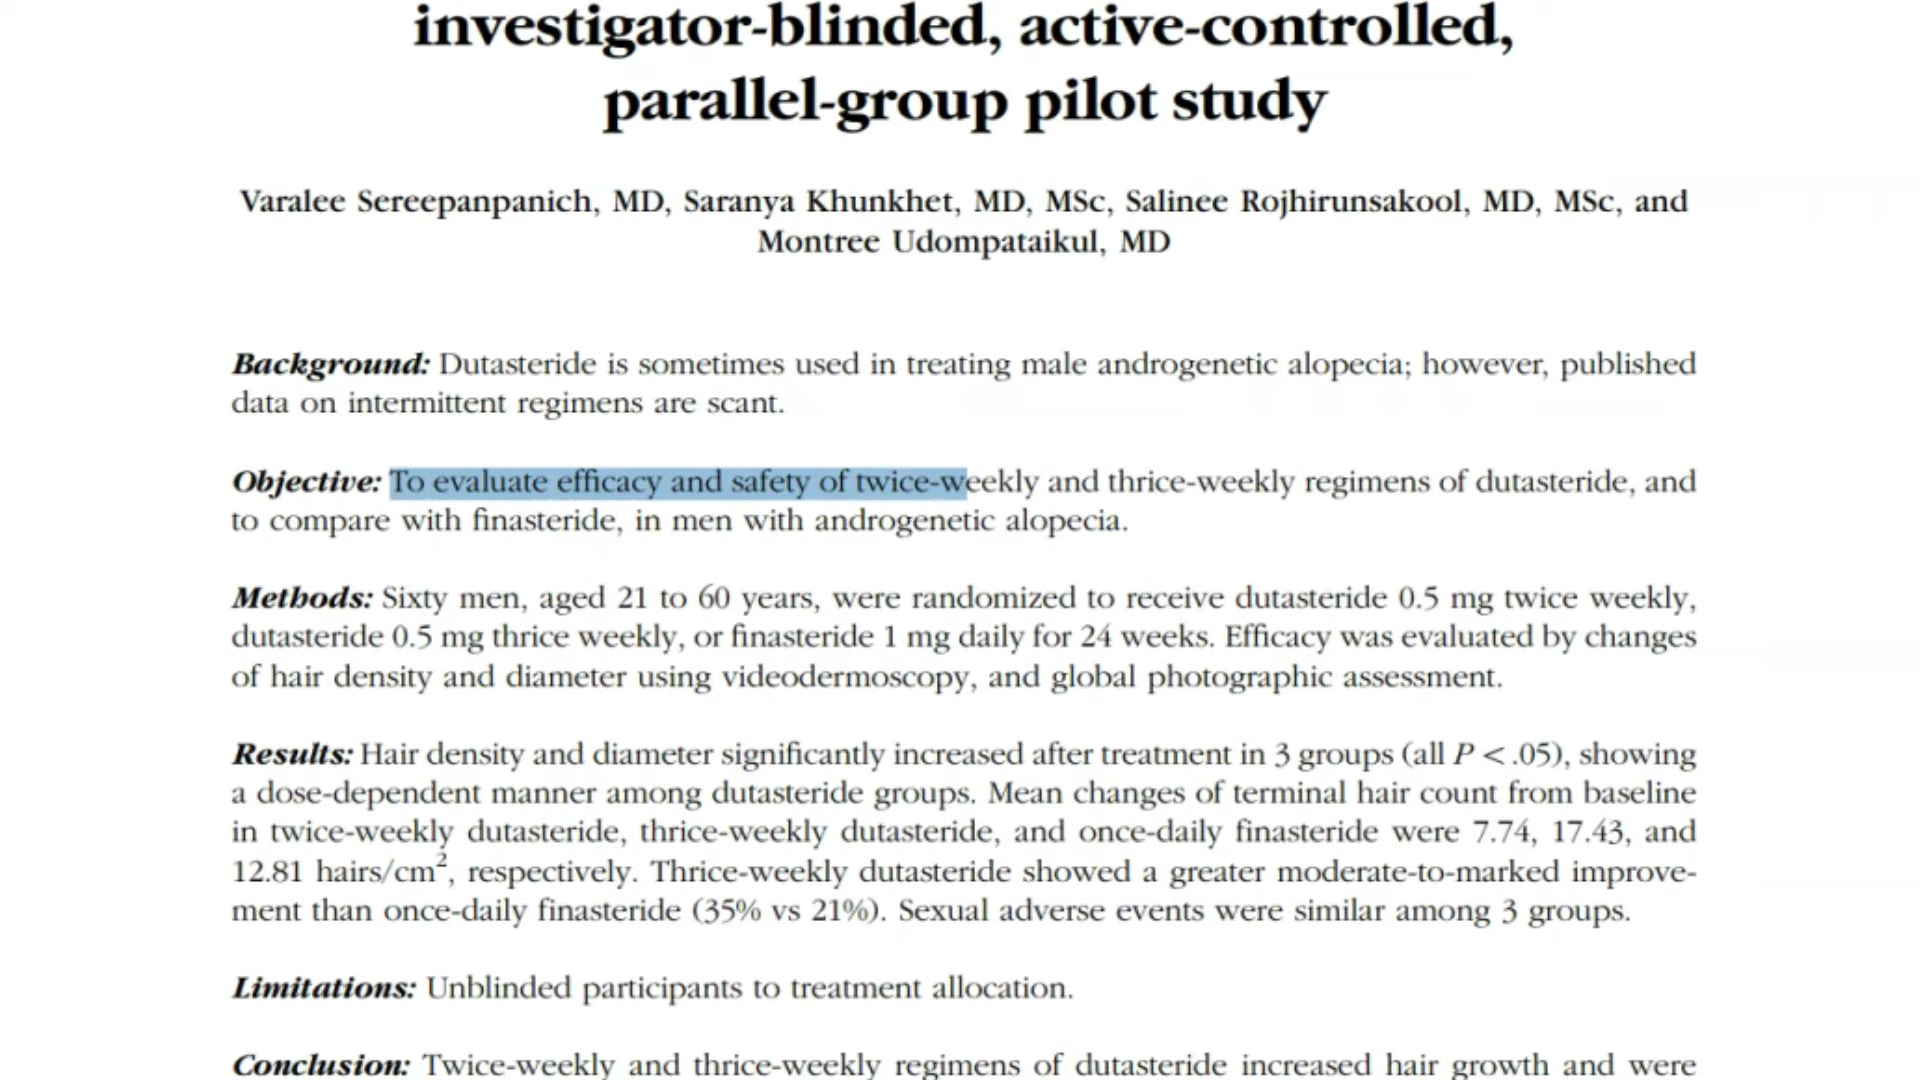 investigator-blinded, active-controlled,
parallel-group pilot study
Varalee Sereepanpanich, MD, Saranya Khunkhet, MD, MSc, Salinee Rojhirunsakool, MD, MSc, and
Montree Udompataikul, MD
Background: Dutasteride is sometimes used in treating male androgenetic alopecia; however, published
data on intermittent regimens are scant.
Objective: To evaluate efficacy and safety of twice-weekly and thrice-weekly regimens of dutasteride, and
to compare with finasteride, in men with androgenetic alopecia.
Methods: Sixty men, aged 21 to 60 years, were randomized to receive dutasteride 0.5 mg twice weekly,
dutasteride 0.5 mg thrice weekly, or finasteride 1 mg daily for 24 weeks. Efficacy was evaluated by changes
of hair density and diameter using videodermoscopy, and global photographic assessment.
Results: Hair density and diameter significantly increased after treatment in 3 groups (all P < .05), showing
a dose-dependent manner among dutasteride groups. Mean changes of terminal hair count from baseline
in twice-weekly dutasteride, thrice-weekly dutasteride, and once-daily finasteride were 7.74, 17.43, and
12.81 hairs/cm², respectively. Thrice-weekly dutasteride showed a greater moderate-to-marked improve-
ment than once-daily finasteride (35% vs 21%). Sexual adverse events were similar among 3 groups.
Limitations: Unblinded participants to treatment allocation.
Conclusion: Twice-weekly and thrice-weekly regimens of dutasteride increased hair growth and were